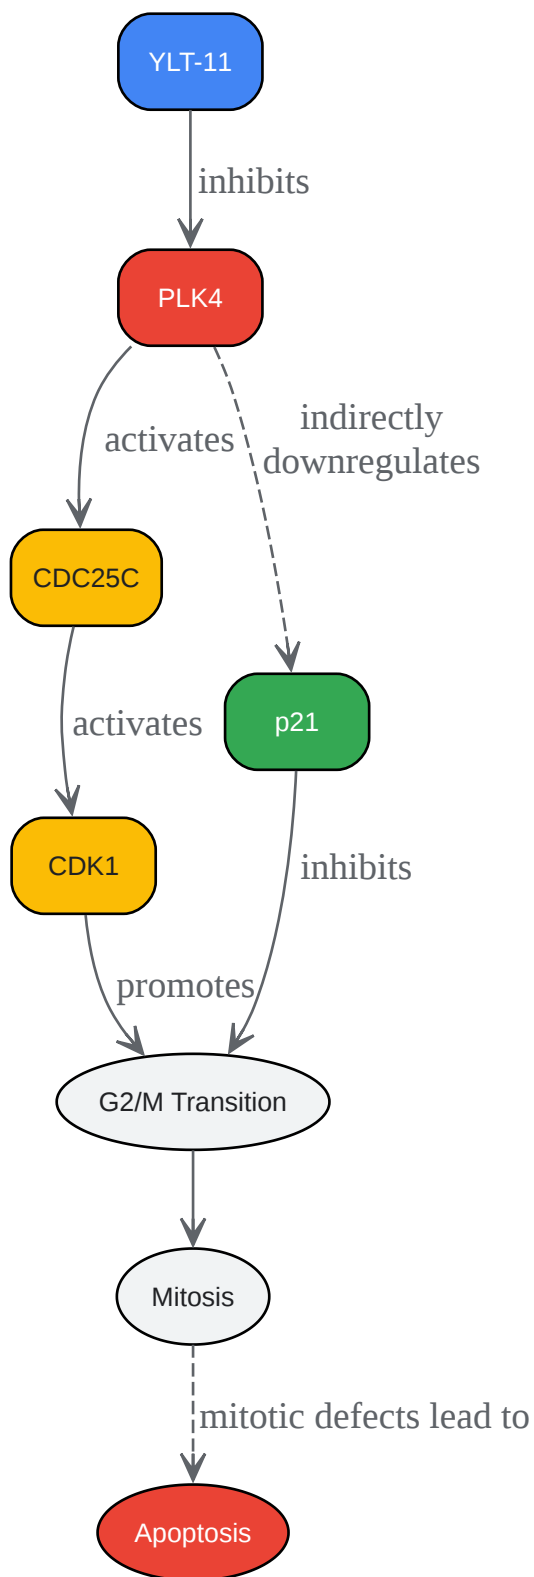 YLT-11
inhibits
PLK4
activates
indirectly
downregulates
CDC25C
p21
activates
CDK1
inhibits
promotes
G2/M Transition
Mitosis
mitotic defects lead to
Apoptosis